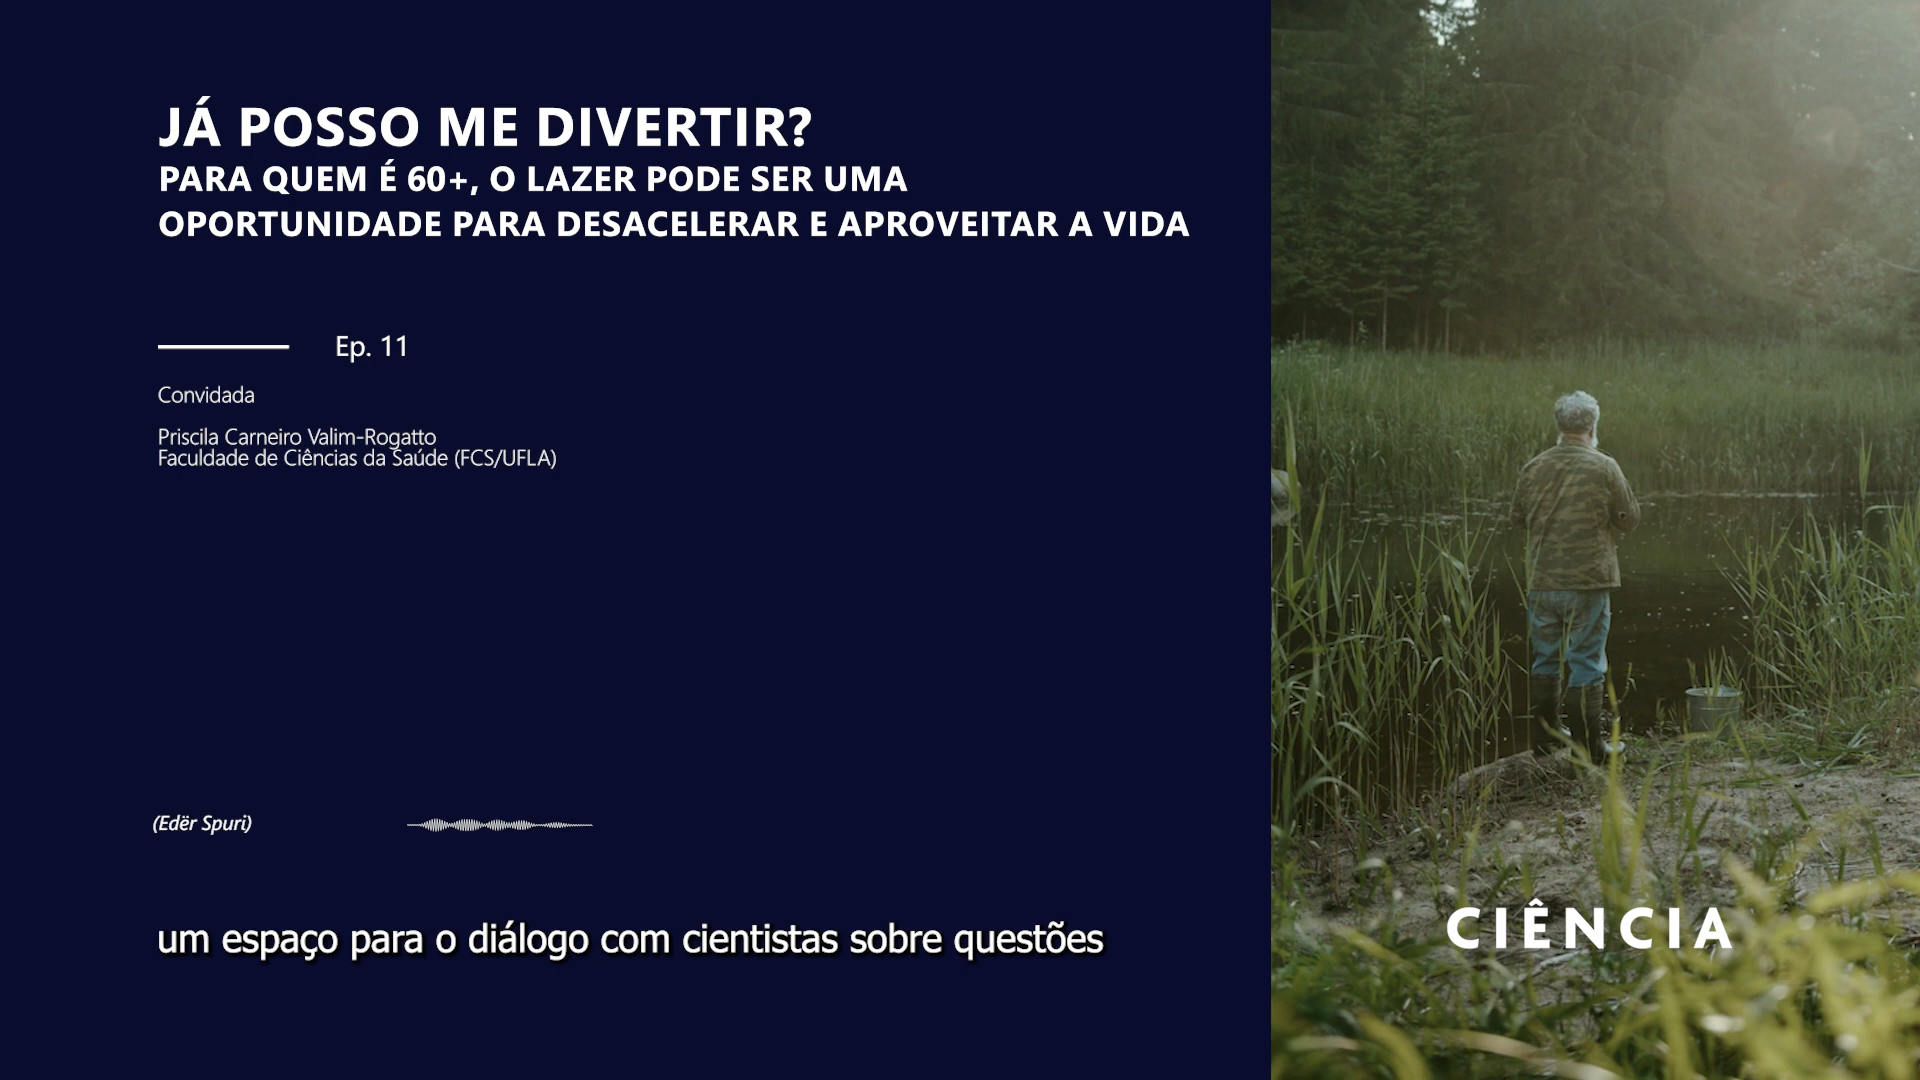 JÁ POSSO ME DIVERTIR?
PARA QUEM É 60+, O LAZER PODE SER UMA
OPORTUNIDADE PARA DESACELERAR E APROVEITAR A VIDA
Ep. 11
Convidada
Priscila Carneiro Valim-Rogatto
Faculdade de Ciências da Saúde (FCS/UFLA)
(Edër Spuri)
um espaço para o diálogo com cientistas sobre questões
CIÊNCIA